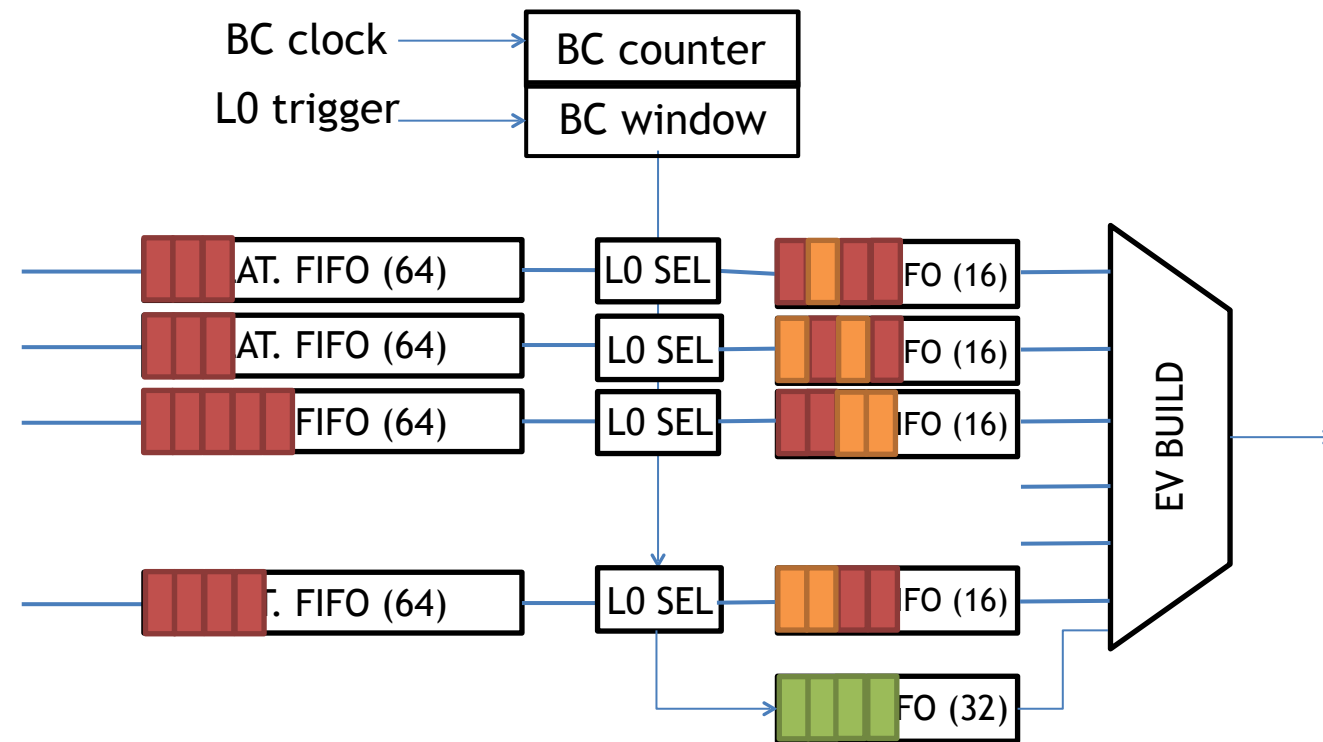 BC clock
BC counter
L0 trigger
BC window
AT. FIFO (64)
L0 SEL
FO (16)
AT. FIFO (64)
L0 SEL
FO (16)
FIFO (64)
L0 SEL
IFO (16)
EV BUILD
T. FIFO (64)
L0 SEL
IFO (16)
FO (32)